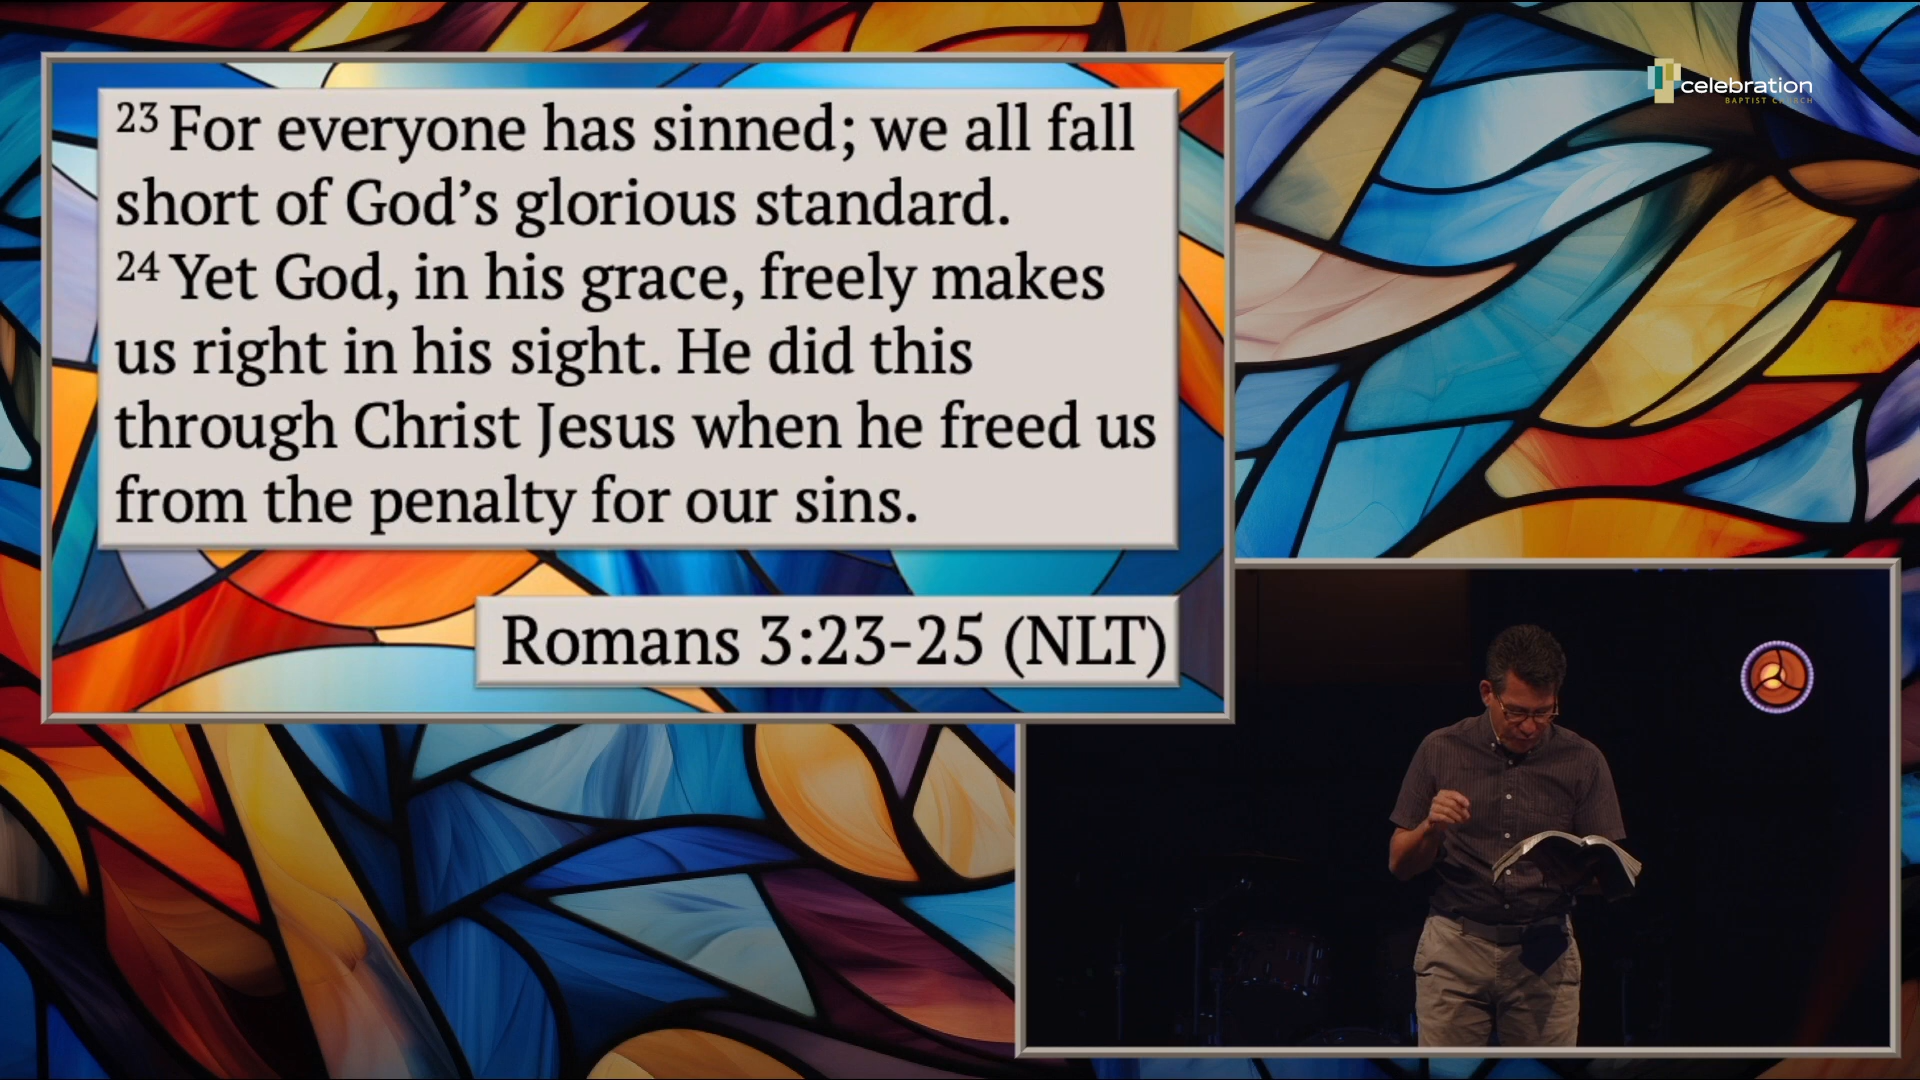 celebration
BAPTIST CHURCH
23 For everyone has sinned; we all fall
short of God’s glorious standard.
24 Yet God, in his grace, freely makes
us right in his sight. He did this
through Christ Jesus when he freed us
from the penalty for our sins.
Romans 3:23-25 (NLT)